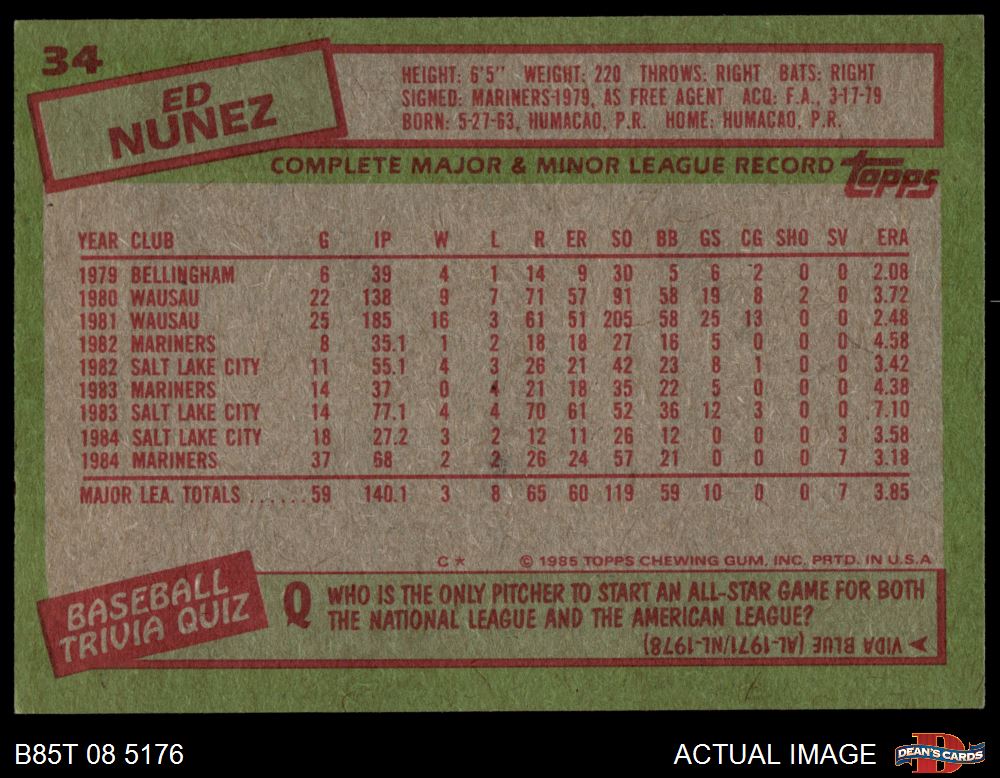 34
ED
NUNEZ
HEIGHT: 6'5" WEIGHT: 220 THROWS: RIGHT BATS: RIGHT
SIGNED: MARINERS-1979, AS FREE AGENT ACQ: F.A., 3-17-79
BORN: 5-27-63, HUMACAO, P.R. HOME: HUMACAO, P.R.
COMPLETE MAJOR & MINOR LEAGUE RECORD
TOPPS
YEAR CLUB G IP W L R ER SO BB GS CG SHO SV ERA
1979 BELLINGHAM 6 39 4 1 14 9 30 5 6 2 0 0 2.08
1980 WAUSAU 22 138 9 7 71 57 91 58 19 8 2 0 3.72
1981 WAUSAU 25 185 16 3 61 51 205 58 25 13 0 0 2.48
1982 MARINERS 8 35.1 1 2 18 18 27 16 5 0 0 0 4.58
1982 SALT LAKE CITY 11 55.1 4 3 26 21 42 23 8 1 0 0 3.42
1983 MARINERS 14 37 0 4 21 18 35 22 5 0 0 0 4.38
1983 SALT LAKE CITY 14 77.1 4 4 70 61 52 36 12 3 0 0 7.10
1984 SALT LAKE CITY 18 27.2 3 2 12 11 26 12 0 0 0 3 3.58
1984 MARINERS 37 68 2 2 26 24 57 21 0 0 0 7 3.18
MAJOR LEA. TOTALS ...... 59 140.1 3 8 65 60 119 59 10 0 0 7 3.85
C* © 1985 TOPPS CHEWING GUM, INC. PRTD. IN U.S.A
BASEBALL
TRIVIA QUIZ
Q WHO IS THE ONLY PITCHER TO START AN ALL-STAR GAME FOR BOTH
THE NATIONAL LEAGUE AND THE AMERICAN LEAGUE?
VIDA BLUE (AL-1971/NL-1978)
B85T 08 5176
ACTUAL IMAGE
DEAN'S CARDS